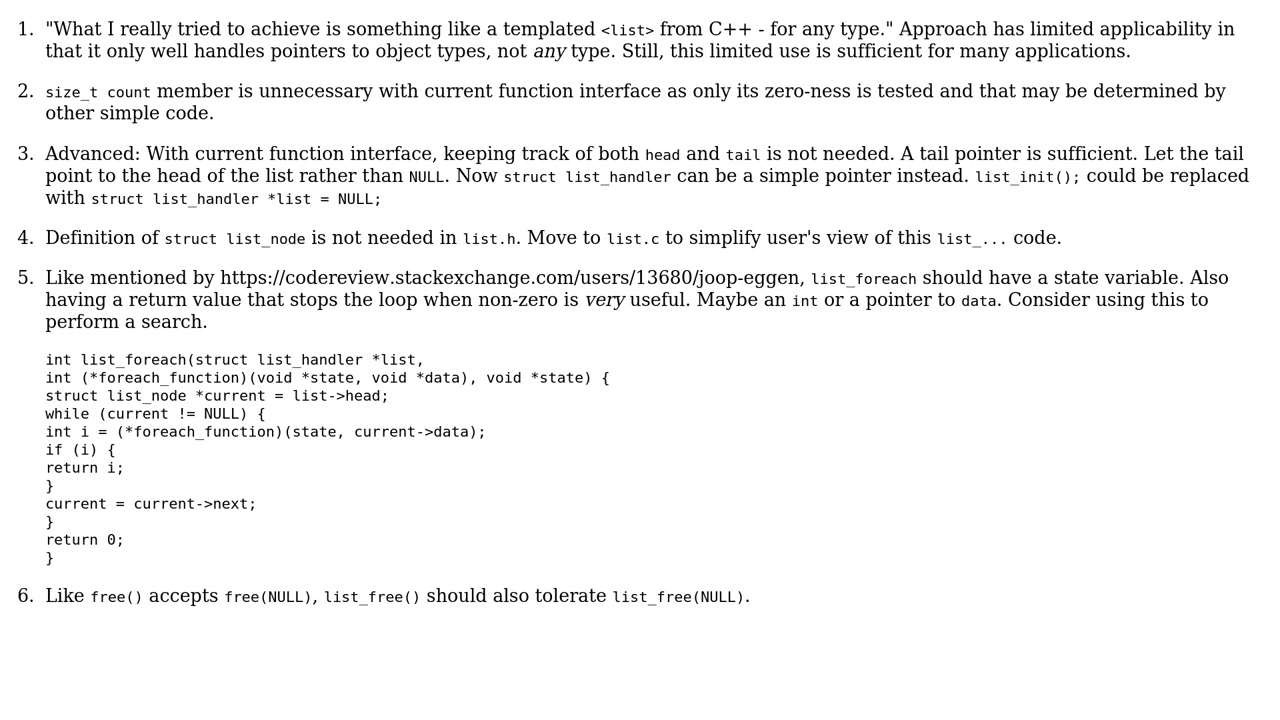 1. "What I really tried to achieve is something like a templated <list> from C++ - for any type." Approach has limited applicability in
that it only well handles pointers to object types, not any type. Still, this limited use is sufficient for many applications.
2. size_t count member is unnecessary with current function interface as only its zero-ness is tested and that may be determined by
other simple code.
3. Advanced: With current function interface, keeping track of both head and tail is not needed. A tail pointer is sufficient. Let the tail
point to the head of the list rather than NULL. Now struct list_handler can be a simple pointer instead. list_init(); could be replaced
with struct list_handler *list = NULL;
4. Definition of struct list_node is not needed in list.h. Move to list.c to simplify user's view of this list_... code.
5. Like mentioned by https://codereview.stackexchange.com/users/13680/joop-eggen, list_foreach should have a state variable. Also
having a return value that stops the loop when non-zero is very useful. Maybe an int or a pointer to data. Consider using this to
perform a search.
int list_foreach(struct list_handler *list,
int (*foreach_function)(void *state, void *data), void *state) {
struct list_node *current = list->head;
while (current != NULL) {
int i = (*foreach_function)(state, current->data);
if (i) {
return i;
}
current = current->next;
}
return 0;
}
6. Like free() accepts free(NULL), list_free() should also tolerate list_free(NULL).